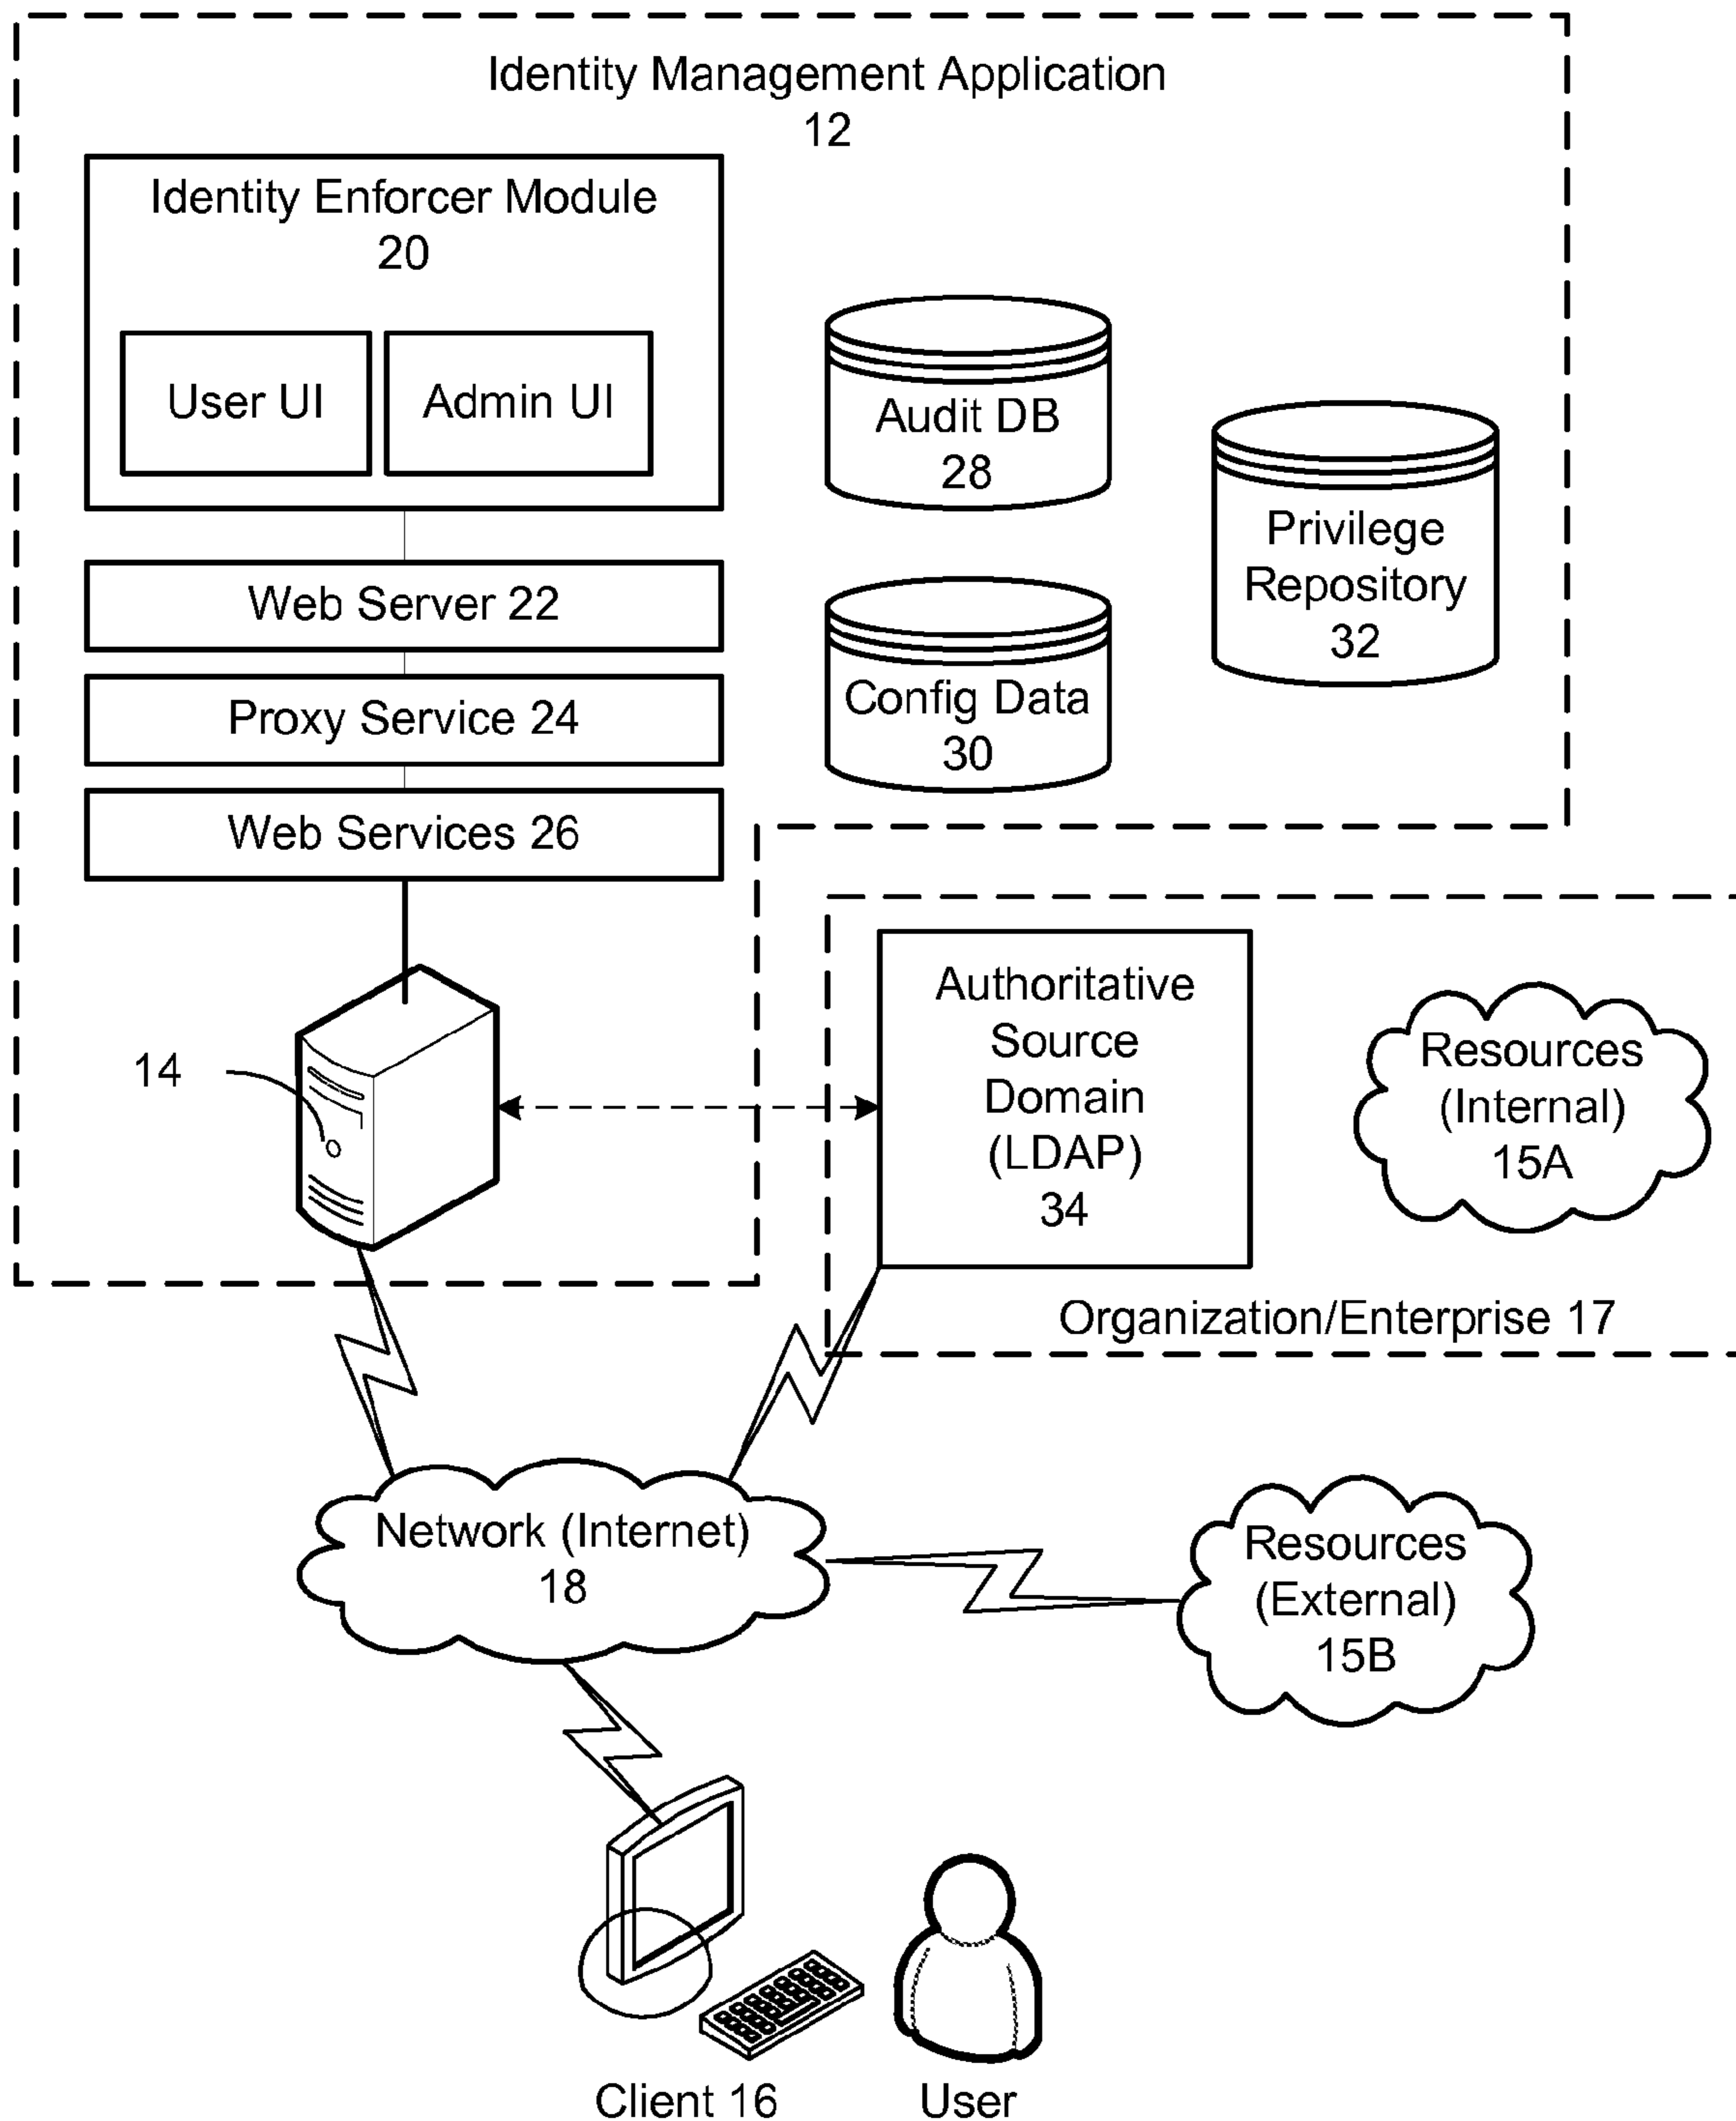 Identity Management Application
12
Identity Enforcer Module
20
User UI
Admin UI
Audit DB
28
Privilege
Repository
32
Web Server 22
Proxy Service 24
Web Services 26
Config Data
30
14
Authoritative
Source
Domain
(LDAP)
34
Resources
(Internal)
15A
Organization/Enterprise 17
Network (Internet)
18
Resources
(External)
15B
Client 16
User